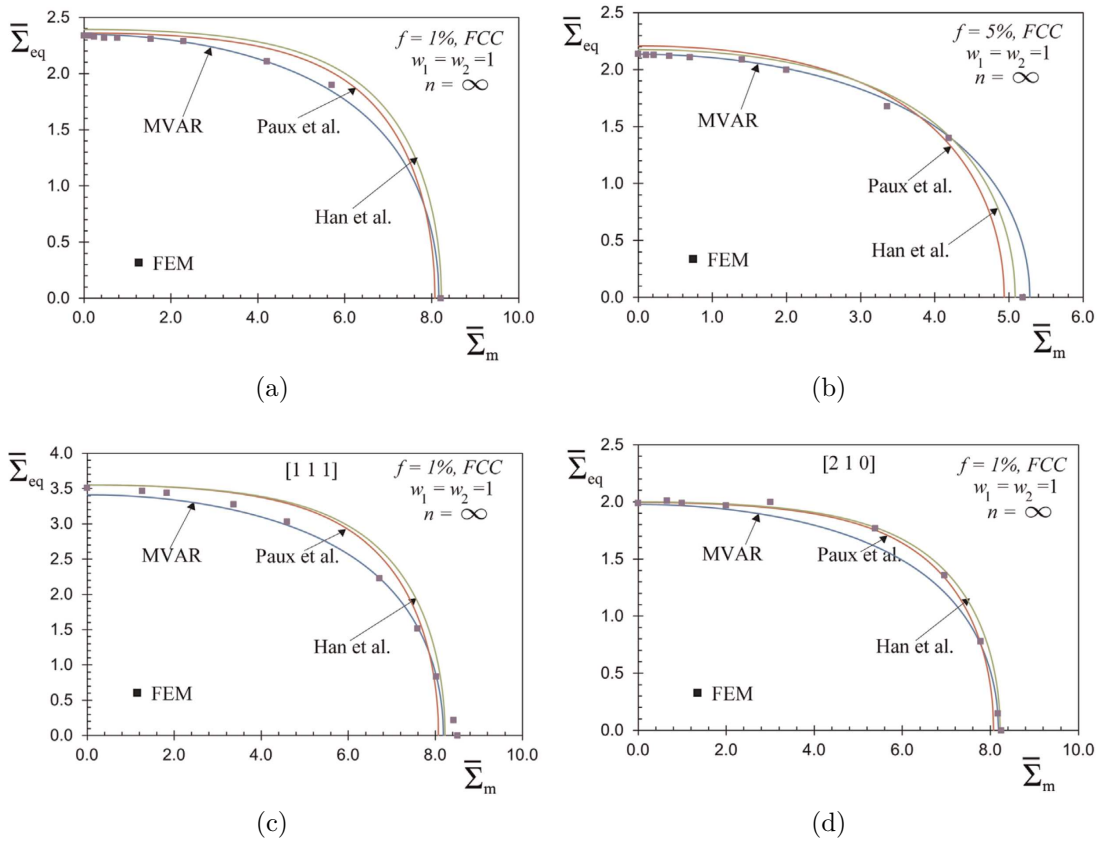 2.5
2.0
1.5
1.0
0.5
0.0
Σ̅eq
f = 1%, FCC
w1 = w2 =1
n = ∞
MVAR
Paux et al.
Han et al.
FEM
0.0 2.0 4.0 6.0 8.0 10.0
Σ̅m
(a)
2.5
2.0
1.5
1.0
0.5
0.0
Σ̅eq
f = 5%, FCC
w1 = w2 =1
n = ∞
MVAR
Paux et al.
Han et al.
FEM
0.0 1.0 2.0 3.0 4.0 5.0 6.0
Σ̅m
(b)
4.0
3.5
3.0
2.5
2.0
1.5
1.0
0.5
0.0
Σ̅eq
[1 1 1]
f = 1%, FCC
w1 = w2 =1
n = ∞
MVAR
Paux et al.
Han et al.
FEM
0.0 2.0 4.0 6.0 8.0 10.0
Σ̅m
(c)
2.5
2.0
1.5
1.0
0.5
0.0
Σ̅eq
[2 1 0]
f = 1%, FCC
w1 = w2 =1
n = ∞
MVAR
Paux et al.
Han et al.
FEM
0.0 2.0 4.0 6.0 8.0 10.0
Σ̅m
(d)